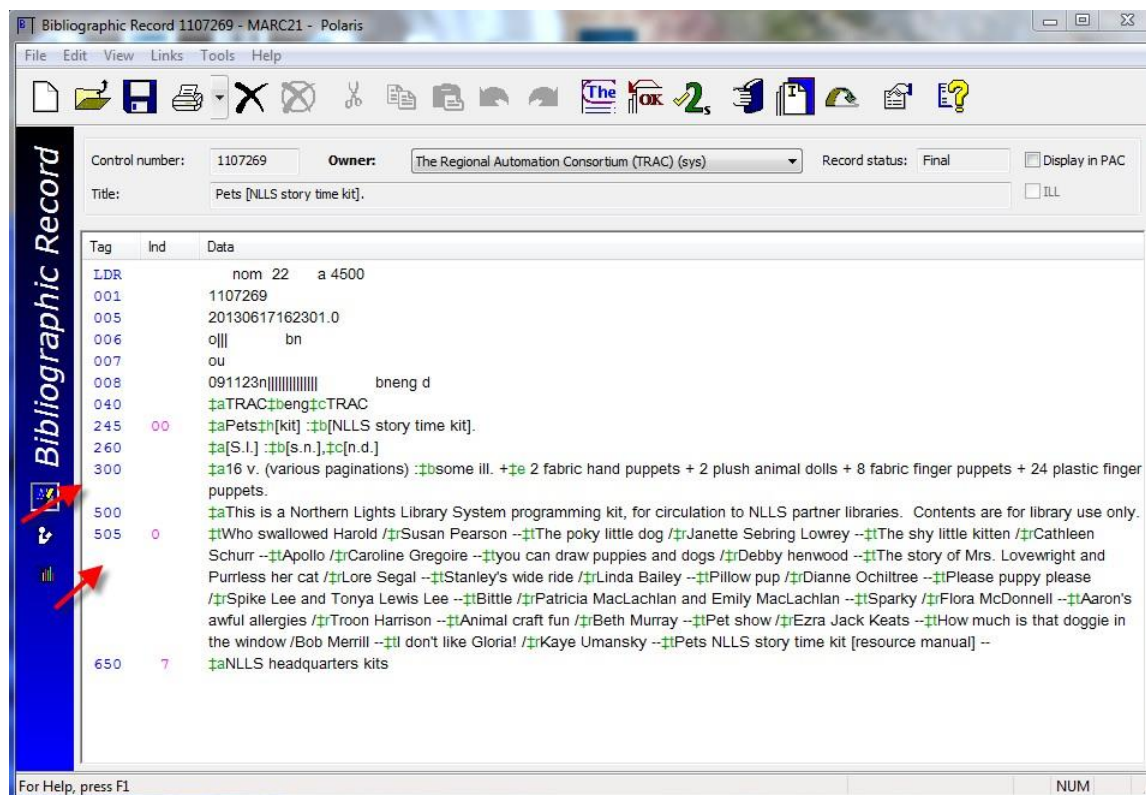 Bibliographic Record 1107269 - MARC21 - Polaris
File Edit View Links Tools Help
The OK 2s
Bibliographic Record
Control number: 1107269 Owner: The Regional Automation Consortium (TRAC) (sys) Record status: Final Display in PAC
Title: Pets [NLLS story time kit]. ILL
Tag Ind Data
LDR nom 22 a 4500
001 1107269
005 20130617162301.0
006 o||| bn
007 ou
008 091123n|||||||||||||| bneng d
040 ‡aTRAC‡beng‡cTRAC
245 00 ‡aPets‡h[kit] :‡b[NLLS story time kit].
260 ‡a[S.l.] :‡b[s.n.],‡c[n.d.]
300 ‡a16 v. (various paginations) :‡bsome ill. +‡e 2 fabric hand puppets + 2 plush animal dolls + 8 fabric finger puppets + 24 plastic finger
puppets.
500 ‡aThis is a Northern Lights Library System programming kit, for circulation to NLLS partner libraries.  Contents are for library use only.
505 0 ‡tWho swallowed Harold /‡rSusan Pearson --‡tThe poky little dog /‡rJanette Sebring Lowrey --‡tThe shy little kitten /‡rCathleen
Schurr --‡tApollo /‡rCaroline Gregoire --‡tyou can draw puppies and dogs /‡rDebby henwood --‡tThe story of Mrs. Lovewright and
Purrless her cat /‡rLore Segal --‡tStanley's wide ride /‡rLinda Bailey --‡tPillow pup /‡rDianne Ochiltree --‡tPlease puppy please
/‡rSpike Lee and Tonya Lewis Lee --‡tBittle /‡rPatricia MacLachlan and Emily MacLachlan --‡tSparky /‡rFlora McDonnell --‡tAaron's
awful allergies /‡rTroon Harrison --‡tAnimal craft fun /‡rBeth Murray --‡tPet show /‡rEzra Jack Keats --‡tHow much is that doggie in
the window /Bob Merrill --‡tI don't like Gloria! /‡rKaye Umansky --‡tPets NLLS story time kit [resource manual] --
650 7 ‡aNLLS headquarters kits
For Help, press F1 NUM